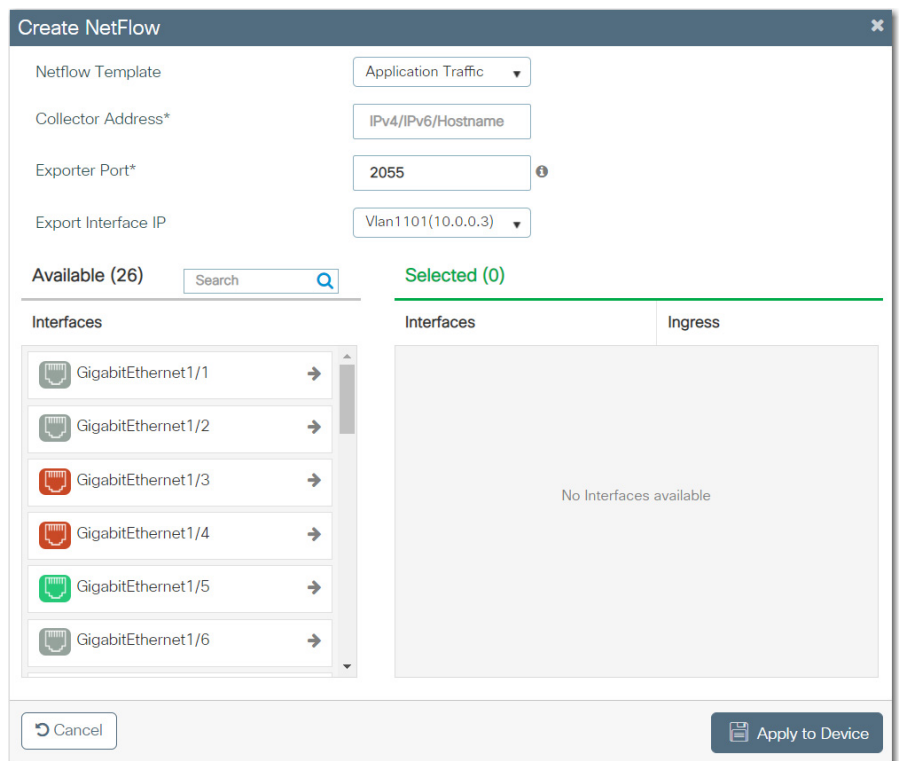 Create NetFlow
Netflow Template
Application Traffic
Collector Address*
IPv4/IPv6/Hostname
Exporter Port*
2055
Export Interface IP
Vlan1101(10.0.0.3)
Available (26)
Search
Selected (0)
Interfaces
Interfaces
Ingress
GigabitEthernet1/1
GigabitEthernet1/2
GigabitEthernet1/3
GigabitEthernet1/4
GigabitEthernet1/5
GigabitEthernet1/6
No Interfaces available
Cancel
Apply to Device